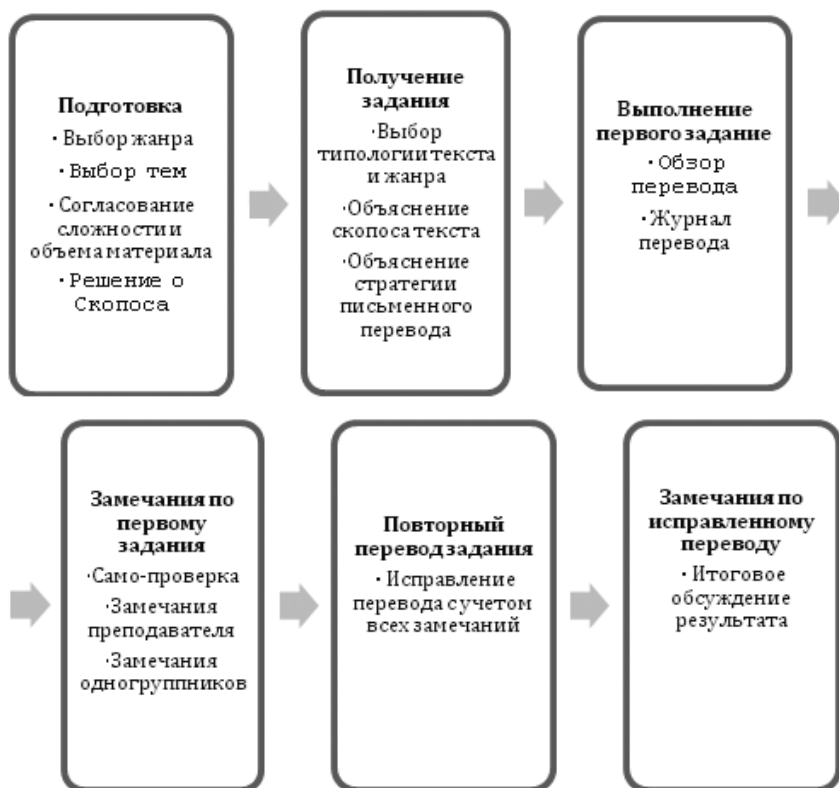 Подготовка
· Выбор жанра
· Выбор тем
· Согласование
сложности и
объема материала
· Решение о
Скопоса
Получение
задания
·Выбор
типологии текста
и жанра
·Объяснение
скопоса текста
·Объяснение
стратегии
письменного
перевода
Выполнение
первого задание
· Обзор
перевода
· Журнал
перевода
Замечания по
первому
задания
·Само-проверка
·Замечания
преподавателя
·Замечания
одногруппников
Повторный
перевод задания
· Исправление
перевода с учетом
всех замечаний
Замечания по
исправленному
переводу
· Итоговое
обсуждение
результата